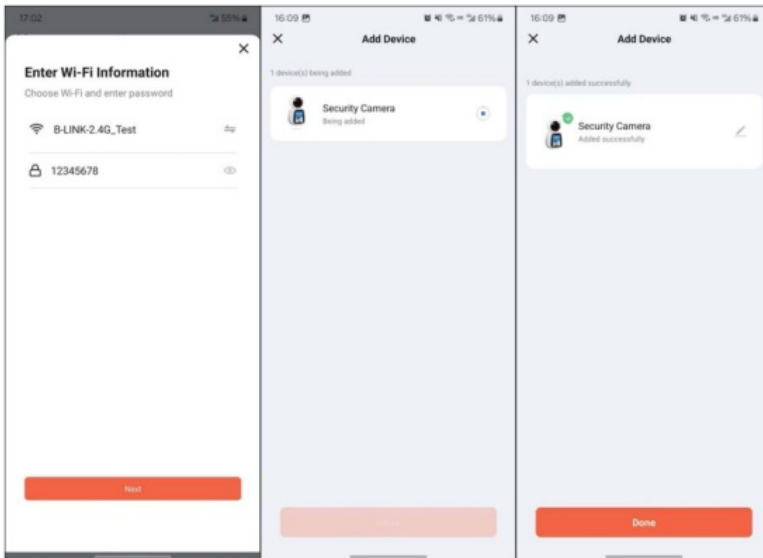 17:02
55%
Enter Wi-Fi Information
Choose Wi-Fi and enter password
B-LINK-2.4G_Test
12345678
Next
16:09
61%
Add Device
1 device(s) being added
Security Camera
Being added
16:09
61%
Add Device
1 device(s) added successfully
Security Camera
Added successfully
Done